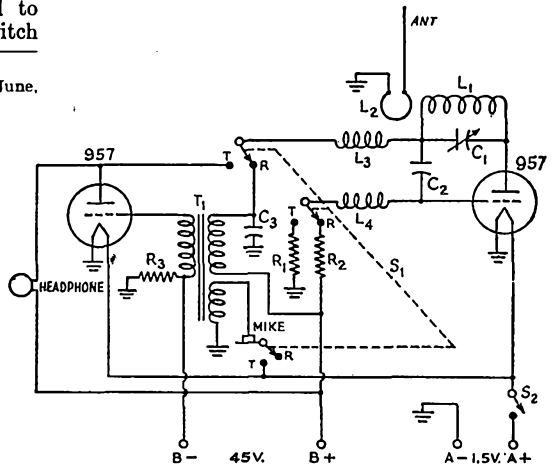 l to
itch
June,
ANT
L2
L1
L3
C1
C2
957
T
R
957
T1
C3
L4
T
R
R3
R1
R2
S1
HEADPHONE
MIKE
R
T
S2
B-
45V.
B+
A-
1,5V.
A+